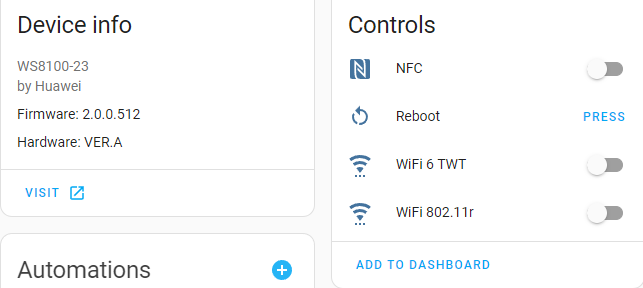 Device info
WS8100-23
by Huawei
Firmware: 2.0.0.512
Hardware: VER.A
VISIT
Automations
Controls
NFC
Reboot
PRESS
WiFi 6 TWT
WiFi 802.11r
ADD TO DASHBOARD